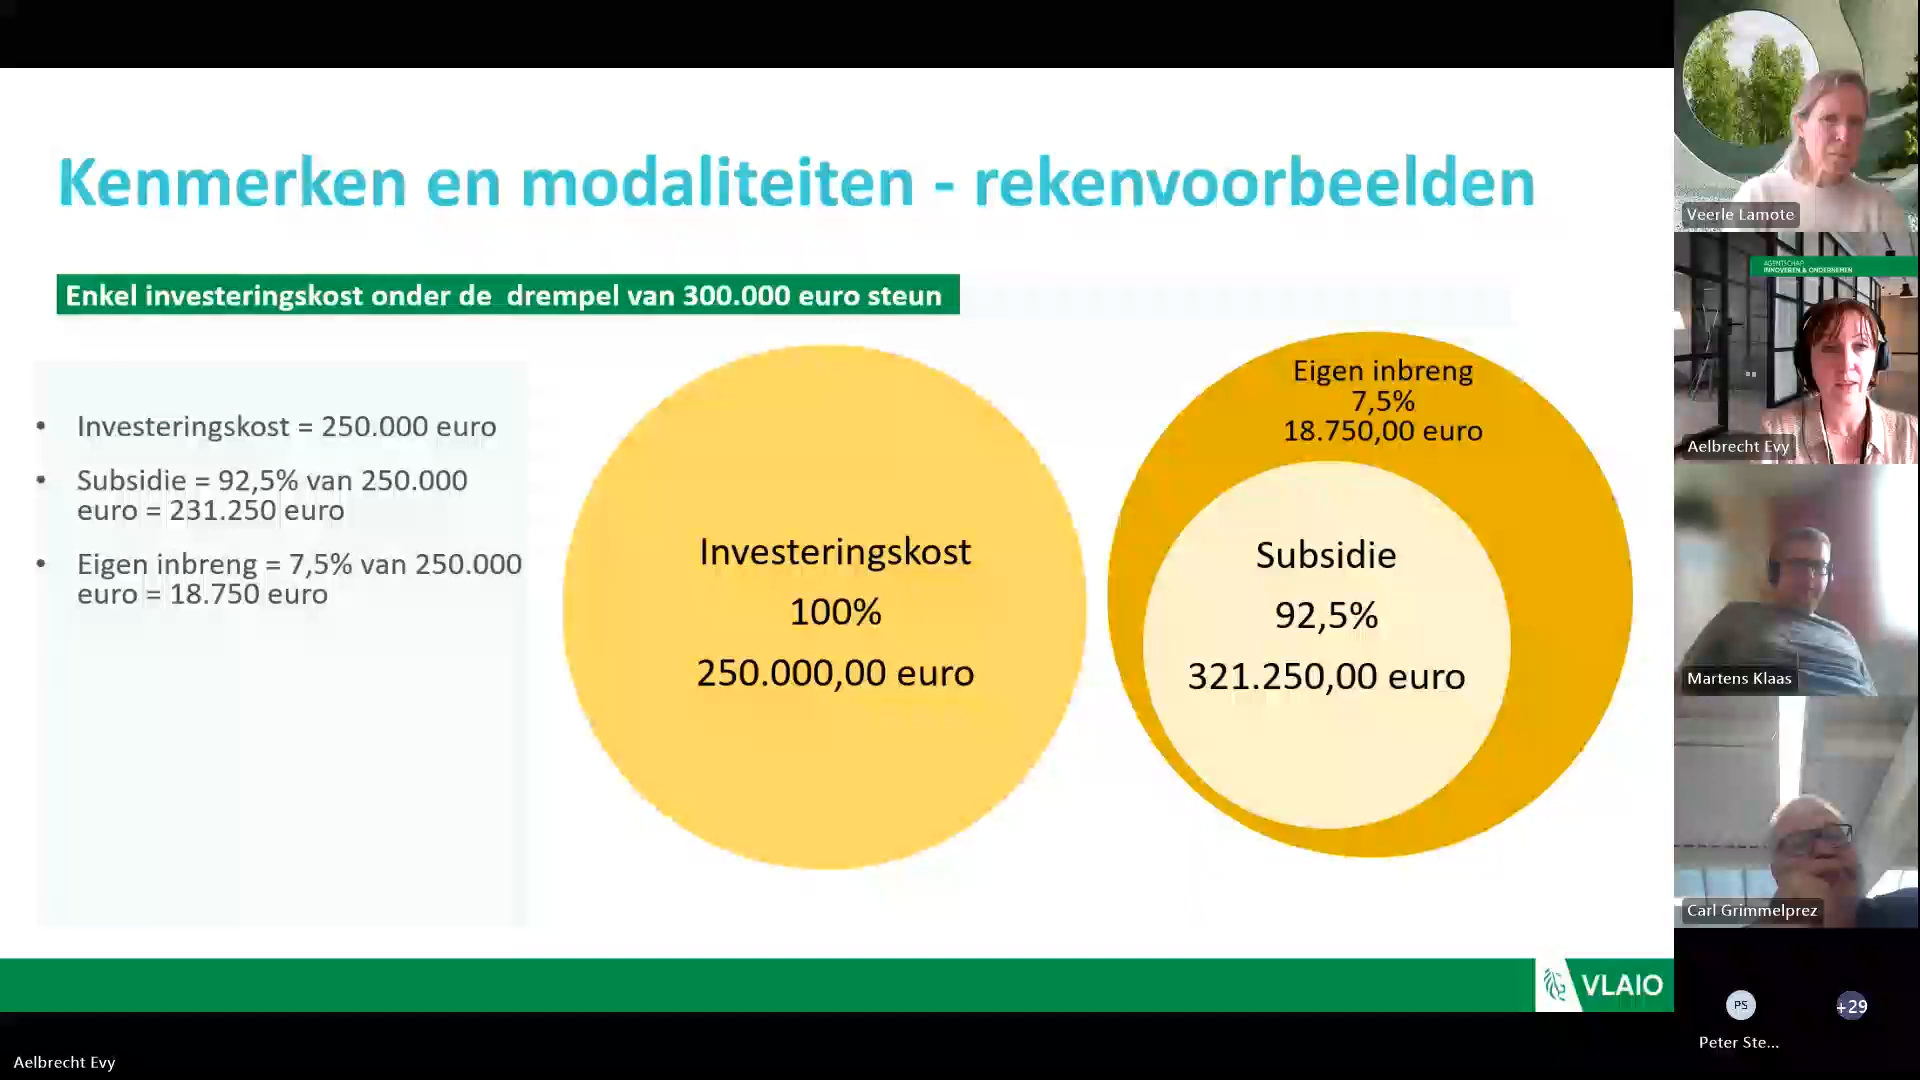 Kenmerken en modaliteiten - rekenvoorbeelden
Enkel investeringskost onder de drempel van 300.000 euro steun
• Investeringskost = 250.000 euro
• Subsidie = 92,5% van 250.000
euro = 231.250 euro
• Eigen inbreng = 7,5% van 250.000
euro = 18.750 euro
Investeringskost
100%
250.000,00 euro
Eigen inbreng
7,5%
18.750,00 euro
Subsidie
92,5%
321.250,00 euro
VLAIO
Aelbrecht Evy
Veerle Lamote
AGENTSCHAP
INNOVEREN & ONDERNEMEN
Aelbrecht Evy
Martens Klaas
Carl Grimmelprez
PS
+29
Peter Ste...